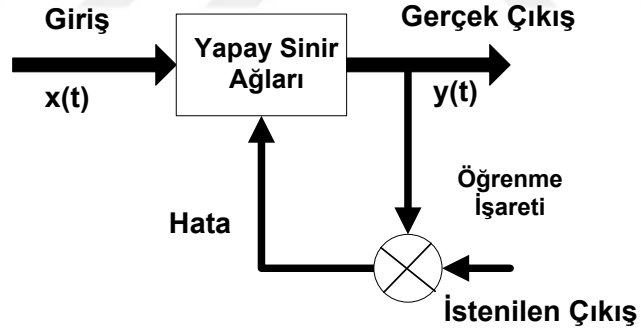 Giriş
Gerçek Çıkış
Yapay Sinir
Ağları
x(t)
y(t)
Öğrenme
İşareti
Hata
İstenilen Çıkış